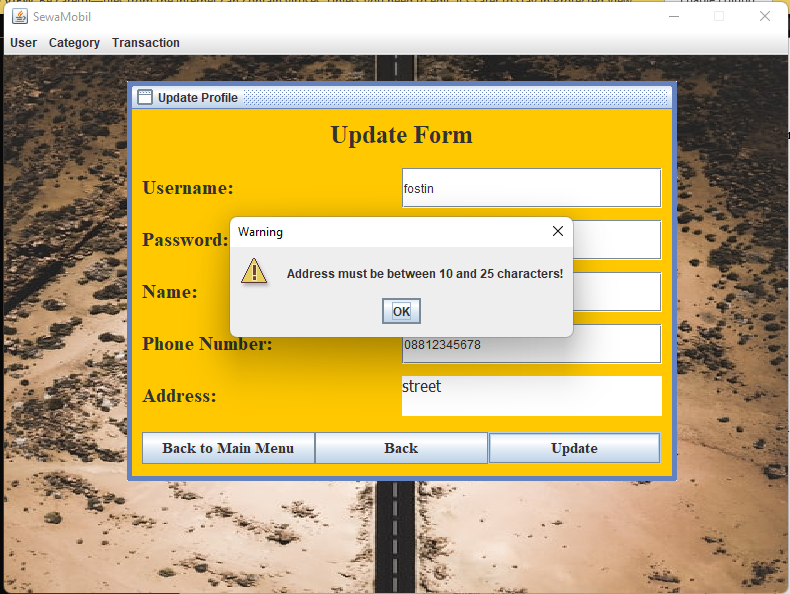 SewaMobil
User Category Transaction
Update Profile
Update Form
Username:
fostin
Password:
Warning
Address must be between 10 and 25 characters!
OK
Name:
Phone Number:
08812345678
Address:
street
Back to Main Menu
Back
Update